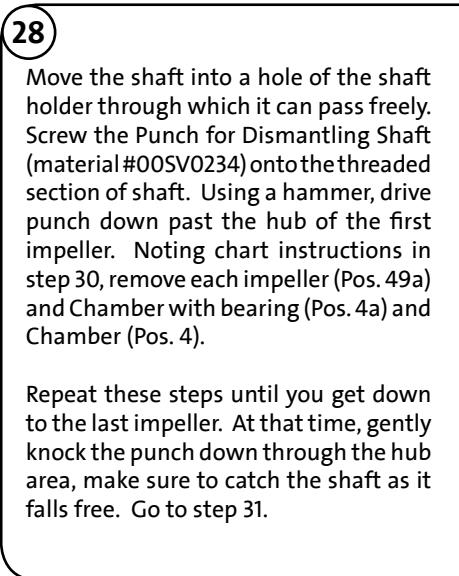 28
Move the shaft into a hole of the shaft
holder through which it can pass freely.
Screw the Punch for Dismantling Shaft
(material #00SV0234) onto the threaded
section of shaft. Using a hammer, drive
punch down past the hub of the first
impeller. Noting chart instructions in
step 30, remove each impeller (Pos. 49a)
and Chamber with bearing (Pos. 4a) and
Chamber (Pos. 4).

Repeat these steps until you get down
to the last impeller. At that time, gently
knock the punch down through the hub
area, make sure to catch the shaft as it
falls free. Go to step 31.